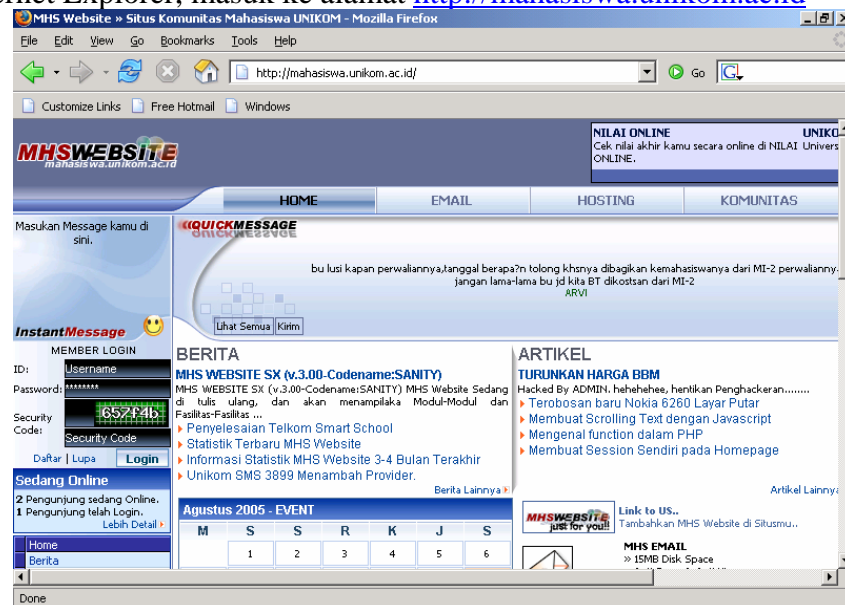 ernet Explorer, masuk ke alamat http://mahasiswa.unikom.ac.id
MHS Website » Situs Komunitas Mahasiswa UNIKOM - Mozilla Firefox
File Edit View Go Bookmarks Tools Help
http://mahasiswa.unikom.ac.id/
Go
Customize Links Free Hotmail Windows
MHSWEBSITE
mahasiswa.unikom.ac.id
NILAI ONLINE UNIKO
Cek nilai akhir kamu secara online di NILAI Univers
ONLINE.
HOME EMAIL HOSTING KOMUNITAS
Masukan Message kamu di
sini.
InstantMessage
QUICKMESSAGE
bu lusi kapan perwaliannya,tanggal berapa?n tolong khsnya dibagikan kemahasiswanya dari MI-2 perwalianny
jangan lama-lama bu jd kita BT dikostsan dari MI-2
ARVI
Lihat Semua Kirim
MEMBER LOGIN
ID: Username
Password: ********
Security
Code:
657f4b
Security Code
Daftar | Lupa Login
Sedang Online
2 Pengunjung sedang Online.
1 Pengunjung telah Login.
Lebih Detail
Home
Berita
BERITA
MHS WEBSITE SX (v.3.00-Codename:SANITY)
MHS WEBSITE SX (v.3.00-Codename:SANITY) MHS Website Sedang
di tulis ulang, dan akan menampilaka Modul-Modul dan
Fasilitas-Fasilitas ...
Penyelesaian Telkom Smart School
Statistik Terbaru MHS Website
Informasi Statistik MHS Website 3-4 Bulan Terakhir
Unikom SMS 3899 Menambah Provider.
Berita Lainnya
Agustus 2005 - EVENT
M S S R K J S
1 2 3 4 5 6
ARTIKEL
TURUNKAN HARGA BBM
Hacked By ADMIN. hehehehee, hentikan Penghackeran........
Terobosan baru Nokia 6260 Layar Putar
Membuat Scrolling Text dengan Javascript
Mengenal function dalam PHP
Membuat Session Sendiri pada Homepage
Artikel Lainny
MHSWEBSITE
just for you!!
Link to US..
Tambahkan MHS Website di Situsmu..
MHS EMAIL
» 15MB Disk Space
Done